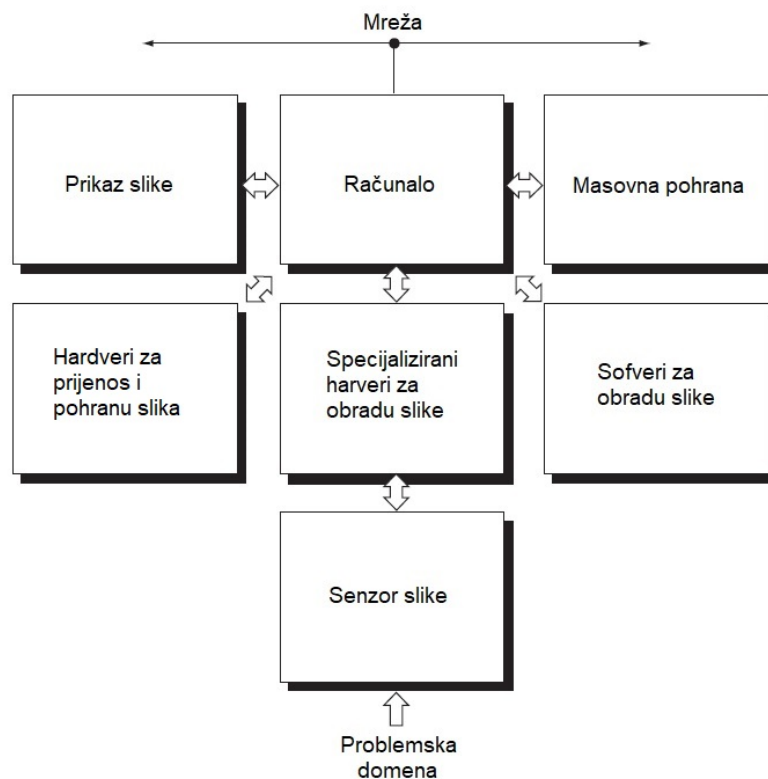 Mreža
Prikaz slike
Računalo
Masovna pohrana
Hardveri za
prijenos i
pohranu slika
Specijalizirani
harveri za
obradu slike
Sofveri za
obradu slike
Senzor slike
Problemska
domena